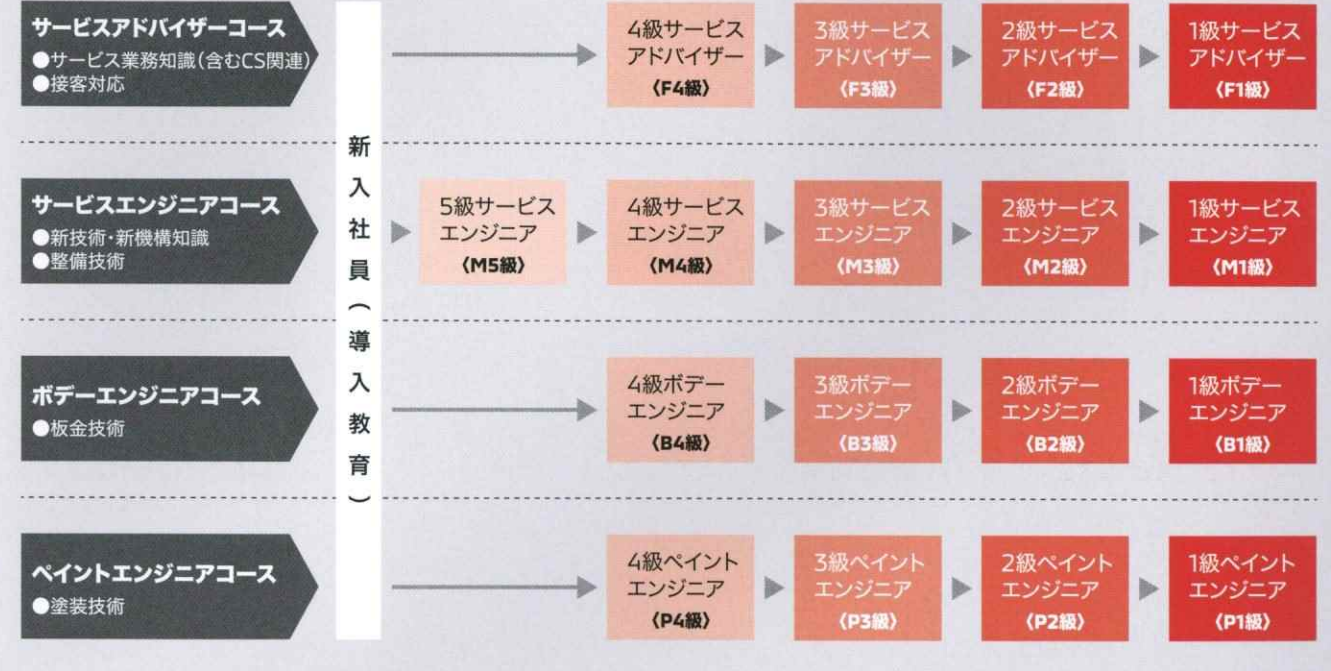 サービスアドバイザーコース
●サービス業務知識(含むCS関連)
●接客対応
4級サービス
アドバイザー
〈F4級〉
3級サービス
アドバイザー
〈F3級〉
2級サービス
アドバイザー
〈F2級〉
1級サービス
アドバイザー
〈F1級〉
新入社員(導入教育)
サービスエンジニアコース
●新技術・新機構知識
●整備技術
5級サービス
エンジニア
〈M5級〉
4級サービス
エンジニア
〈M4級〉
3級サービス
エンジニア
〈M3級〉
2級サービス
エンジニア
〈M2級〉
1級サービス
エンジニア
〈M1級〉
ボデーエンジニアコース
●板金技術
4級ボデー
エンジニア
〈B4級〉
3級ボデー
エンジニア
〈B3級〉
2級ボデー
エンジニア
〈B2級〉
1級ボデー
エンジニア
〈B1級〉
ペイントエンジニアコース
●塗装技術
4級ペイント
エンジニア
〈P4級〉
3級ペイント
エンジニア
〈P3級〉
2級ペイント
エンジニア
〈P2級〉
1級ペイント
エンジニア
〈P1級〉